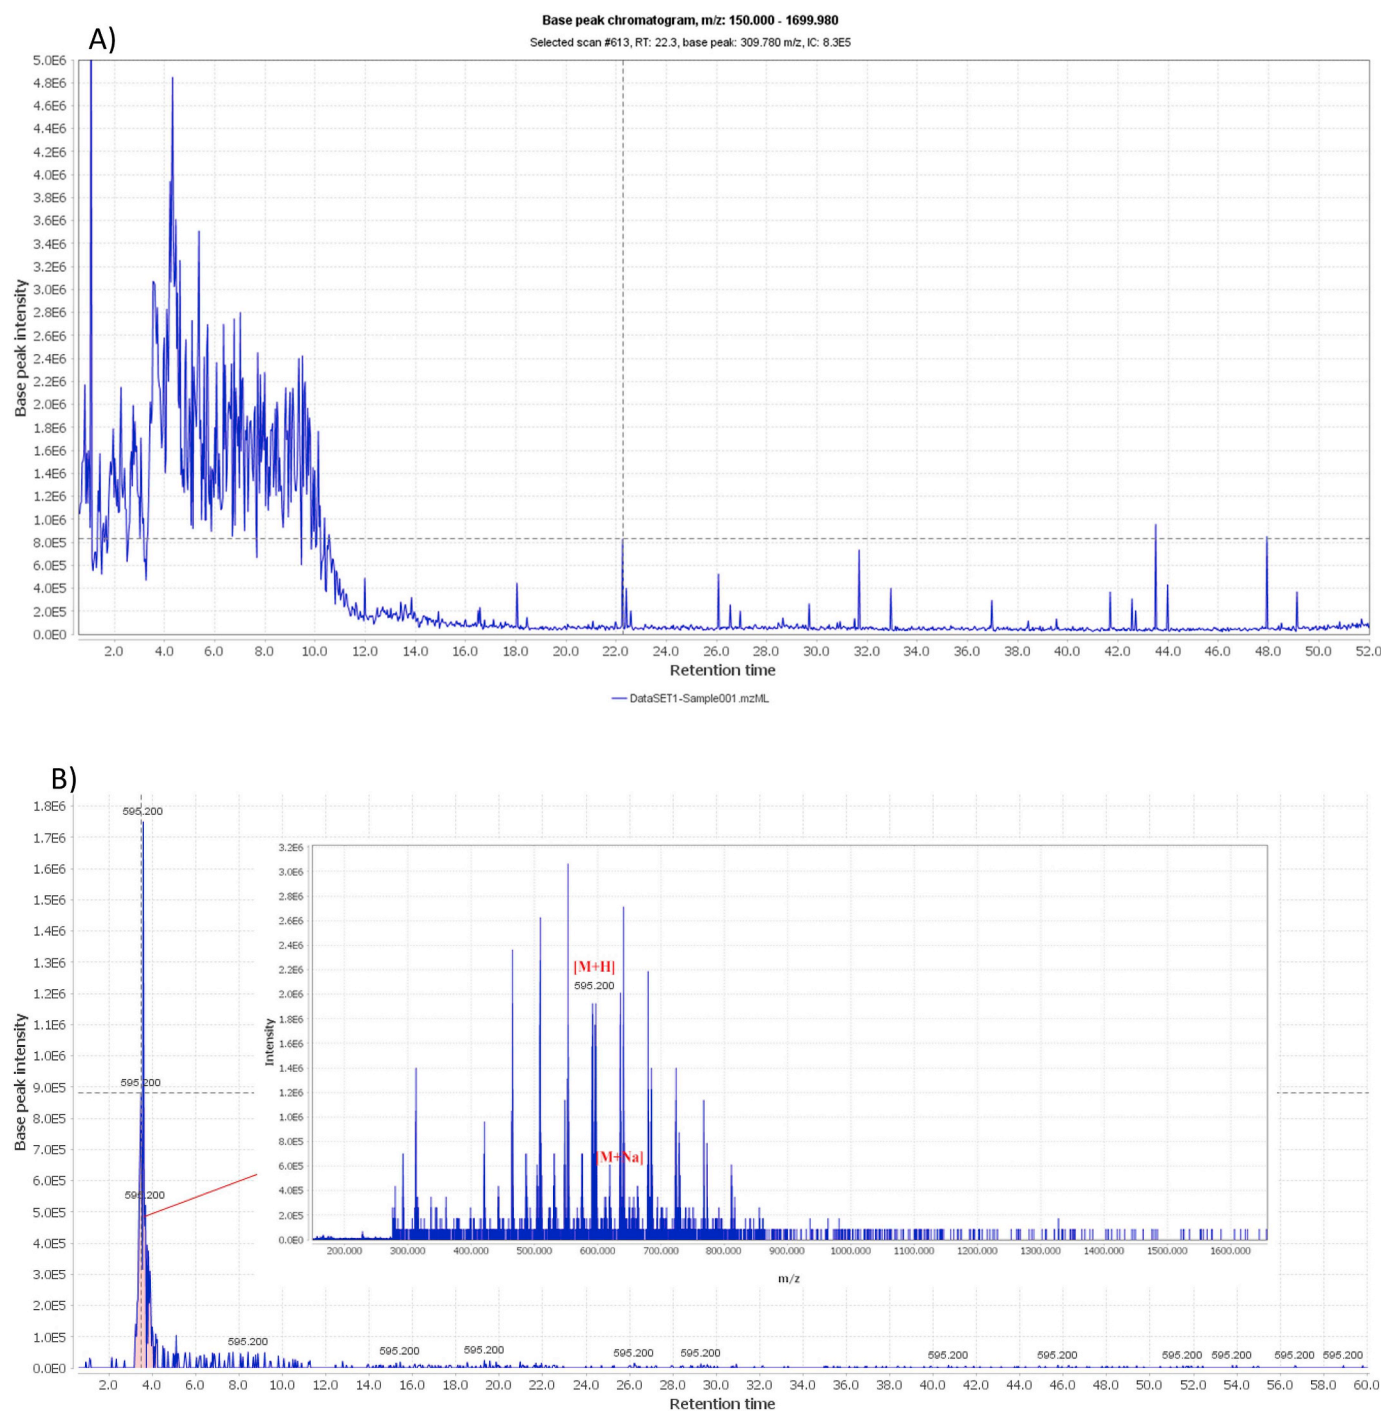 A)
Base peak chromatogram, m/z: 150.000 - 1699.980
Selected scan #613, RT: 22.3, base peak: 309.780 m/z, IC: 8.3E5
5.0E6
4.8E6
4.6E6
4.4E6
4.2E6
4.0E6
3.8E6
3.6E6
3.4E6
3.2E6
3.0E6
2.8E6
2.6E6
2.4E6
2.2E6
2.0E6
1.8E6
1.6E6
1.4E6
1.2E6
1.0E6
8.0E5
6.0E5
4.0E5
2.0E5
0.0E0
Base peak intensity
2.0 4.0 6.0 8.0 10.0 12.0 14.0 16.0 18.0 20.0 22.0 24.0 26.0 28.0 30.0 32.0 34.0 36.0 38.0 40.0 42.0 44.0 46.0 48.0 50.0 52.0
Retention time
DataSET1-Sample001.mzML
B)
1.8E6
1.7E6
1.6E6
1.5E6
1.4E6
1.3E6
1.2E6
1.1E6
1.0E6
9.0E5
8.0E5
7.0E5
6.0E5
5.0E5
4.0E5
3.0E5
2.0E5
1.0E5
0.0E0
Base peak intensity
595.200
595.200
595.200
3.2E6
3.0E6
2.8E6
2.6E6
2.4E6
2.2E6
2.0E6
1.8E6
1.6E6
1.4E6
1.2E6
1.0E6
8.0E5
6.0E5
4.0E5
2.0E5
0.0E0
Intensity
[M+H]
595.200
[M+Na]
200.000 300.000 400.000 500.000 600.000 700.000 800.000 900.000 1000.000 1100.000 1200.000 1300.000 1400.000 1500.000 1600.000
m/z
595.200 595.200 595.200 595.200 595.200 595.200 595.200 595.200 595.200 595.200 595.200
2.0 4.0 6.0 8.0 10.0 12.0 14.0 16.0 18.0 20.0 22.0 24.0 26.0 28.0 30.0 32.0 34.0 36.0 38.0 40.0 42.0 44.0 46.0 48.0 50.0 52.0 54.0 56.0 58.0 60.0
Retention time